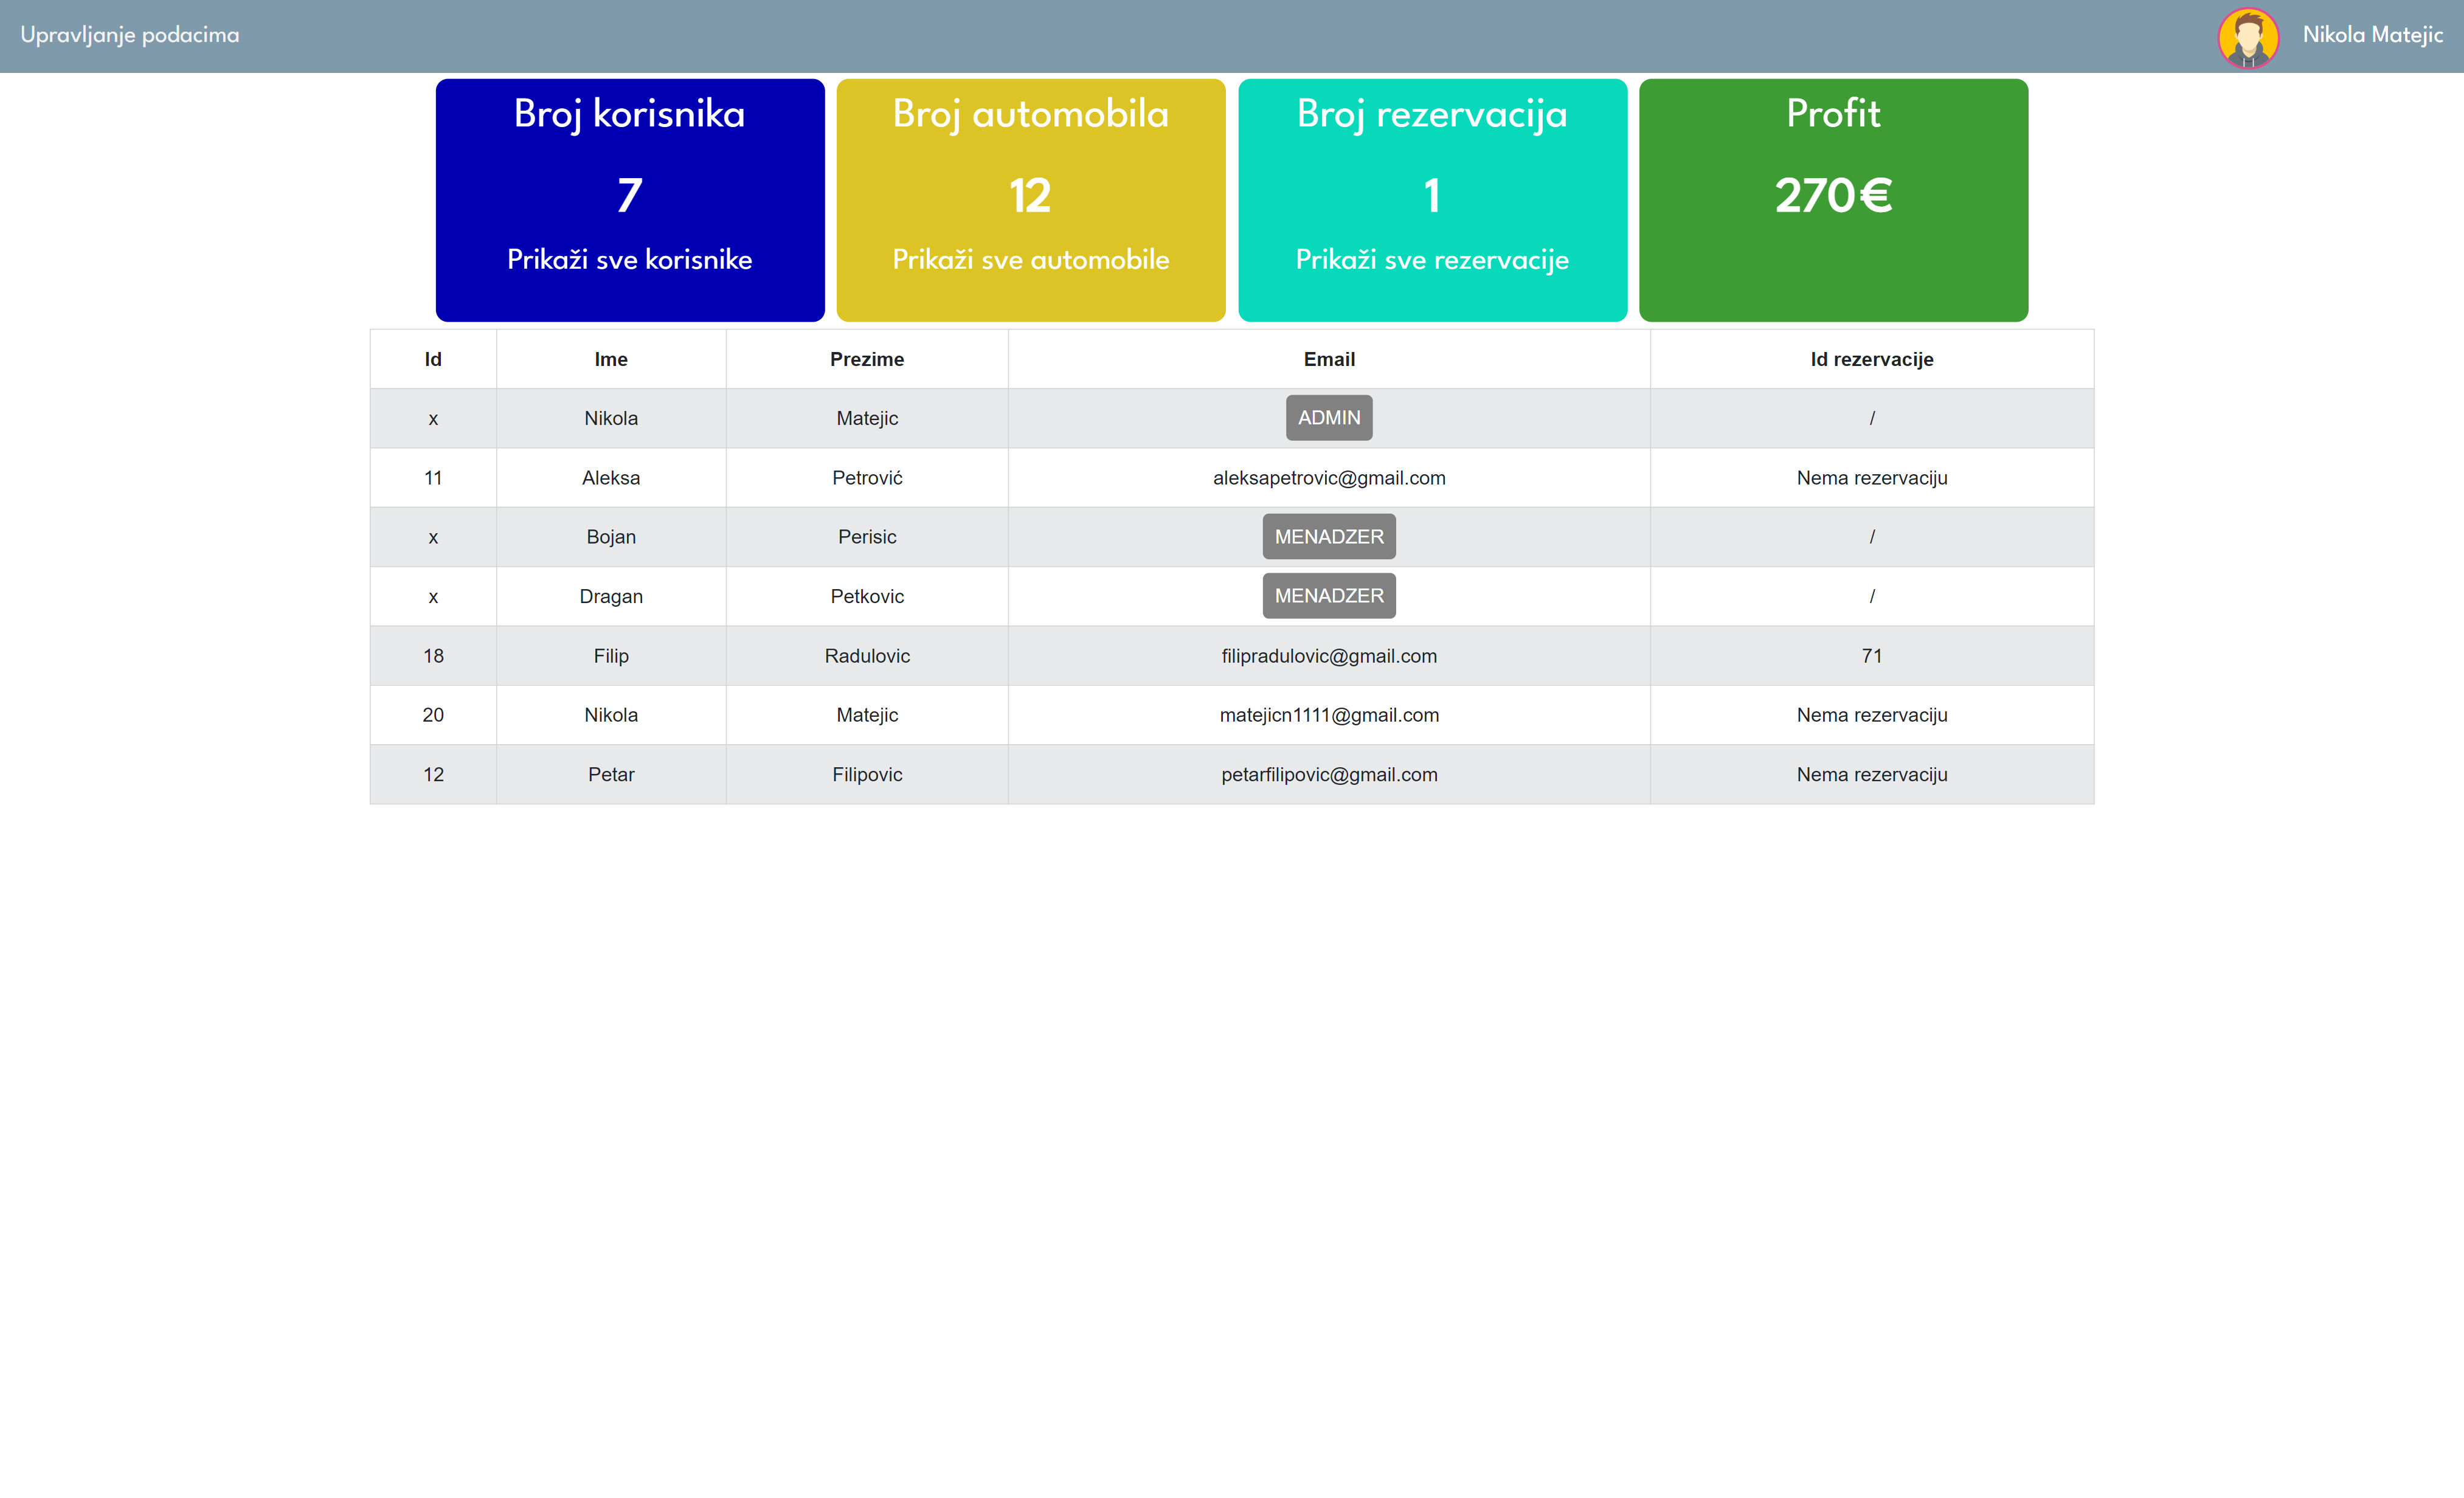 Upravljanje podacima
Nikola Matejic
Broj korisnika
7
Prikaži sve korisnike
Broj automobila
12
Prikaži sve automobile
Broj rezervacija
1
Prikaži sve rezervacije
Profit
270€
Id Ime Prezime Email Id rezervacije
x Nikola Matejic ADMIN /
11 Aleksa Petrović aleksapetrovic@gmail.com Nema rezervaciju
x Bojan Perisic MENADZER /
x Dragan Petkovic MENADZER /
18 Filip Radulovic filipradulovic@gmail.com 71
20 Nikola Matejic matejicn1111@gmail.com Nema rezervaciju
12 Petar Filipovic petarfilipovic@gmail.com Nema rezervaciju